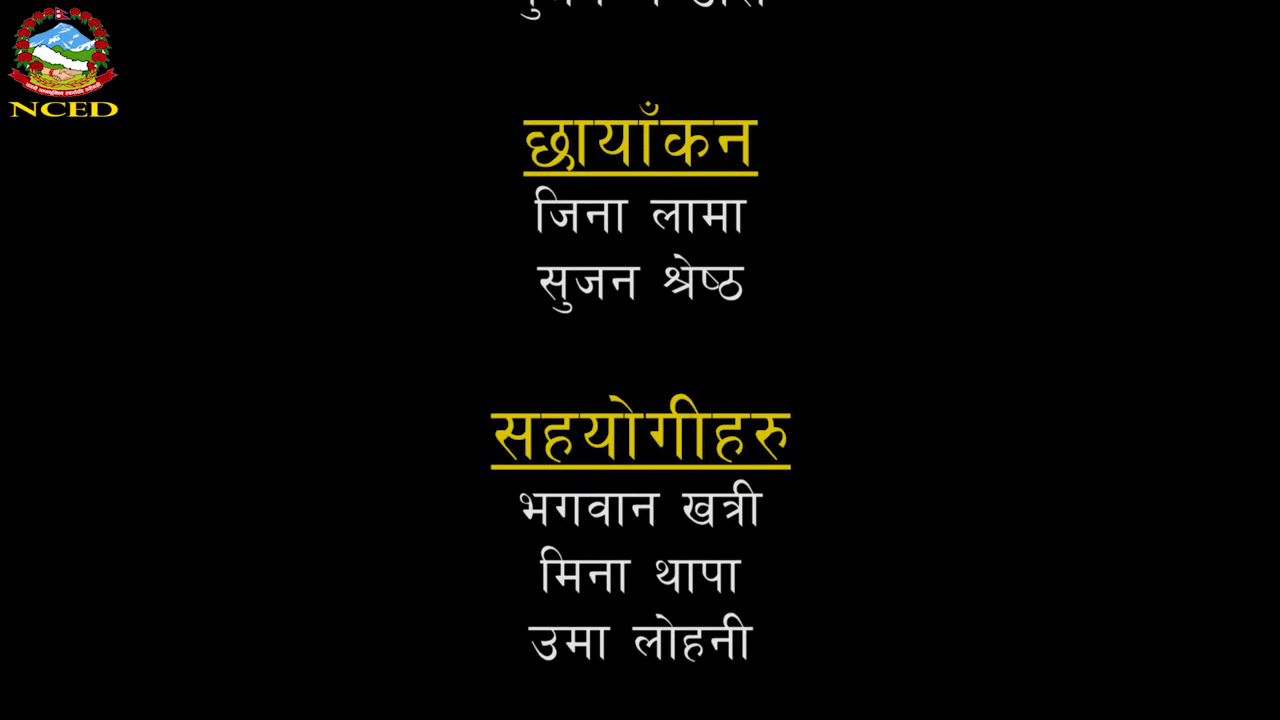 NCED
छायाँकन
जिना लामा
सुजन श्रेष्ठ
सहयोगीहरु
भगवान खत्री
मिना थापा
उमा लोहनी